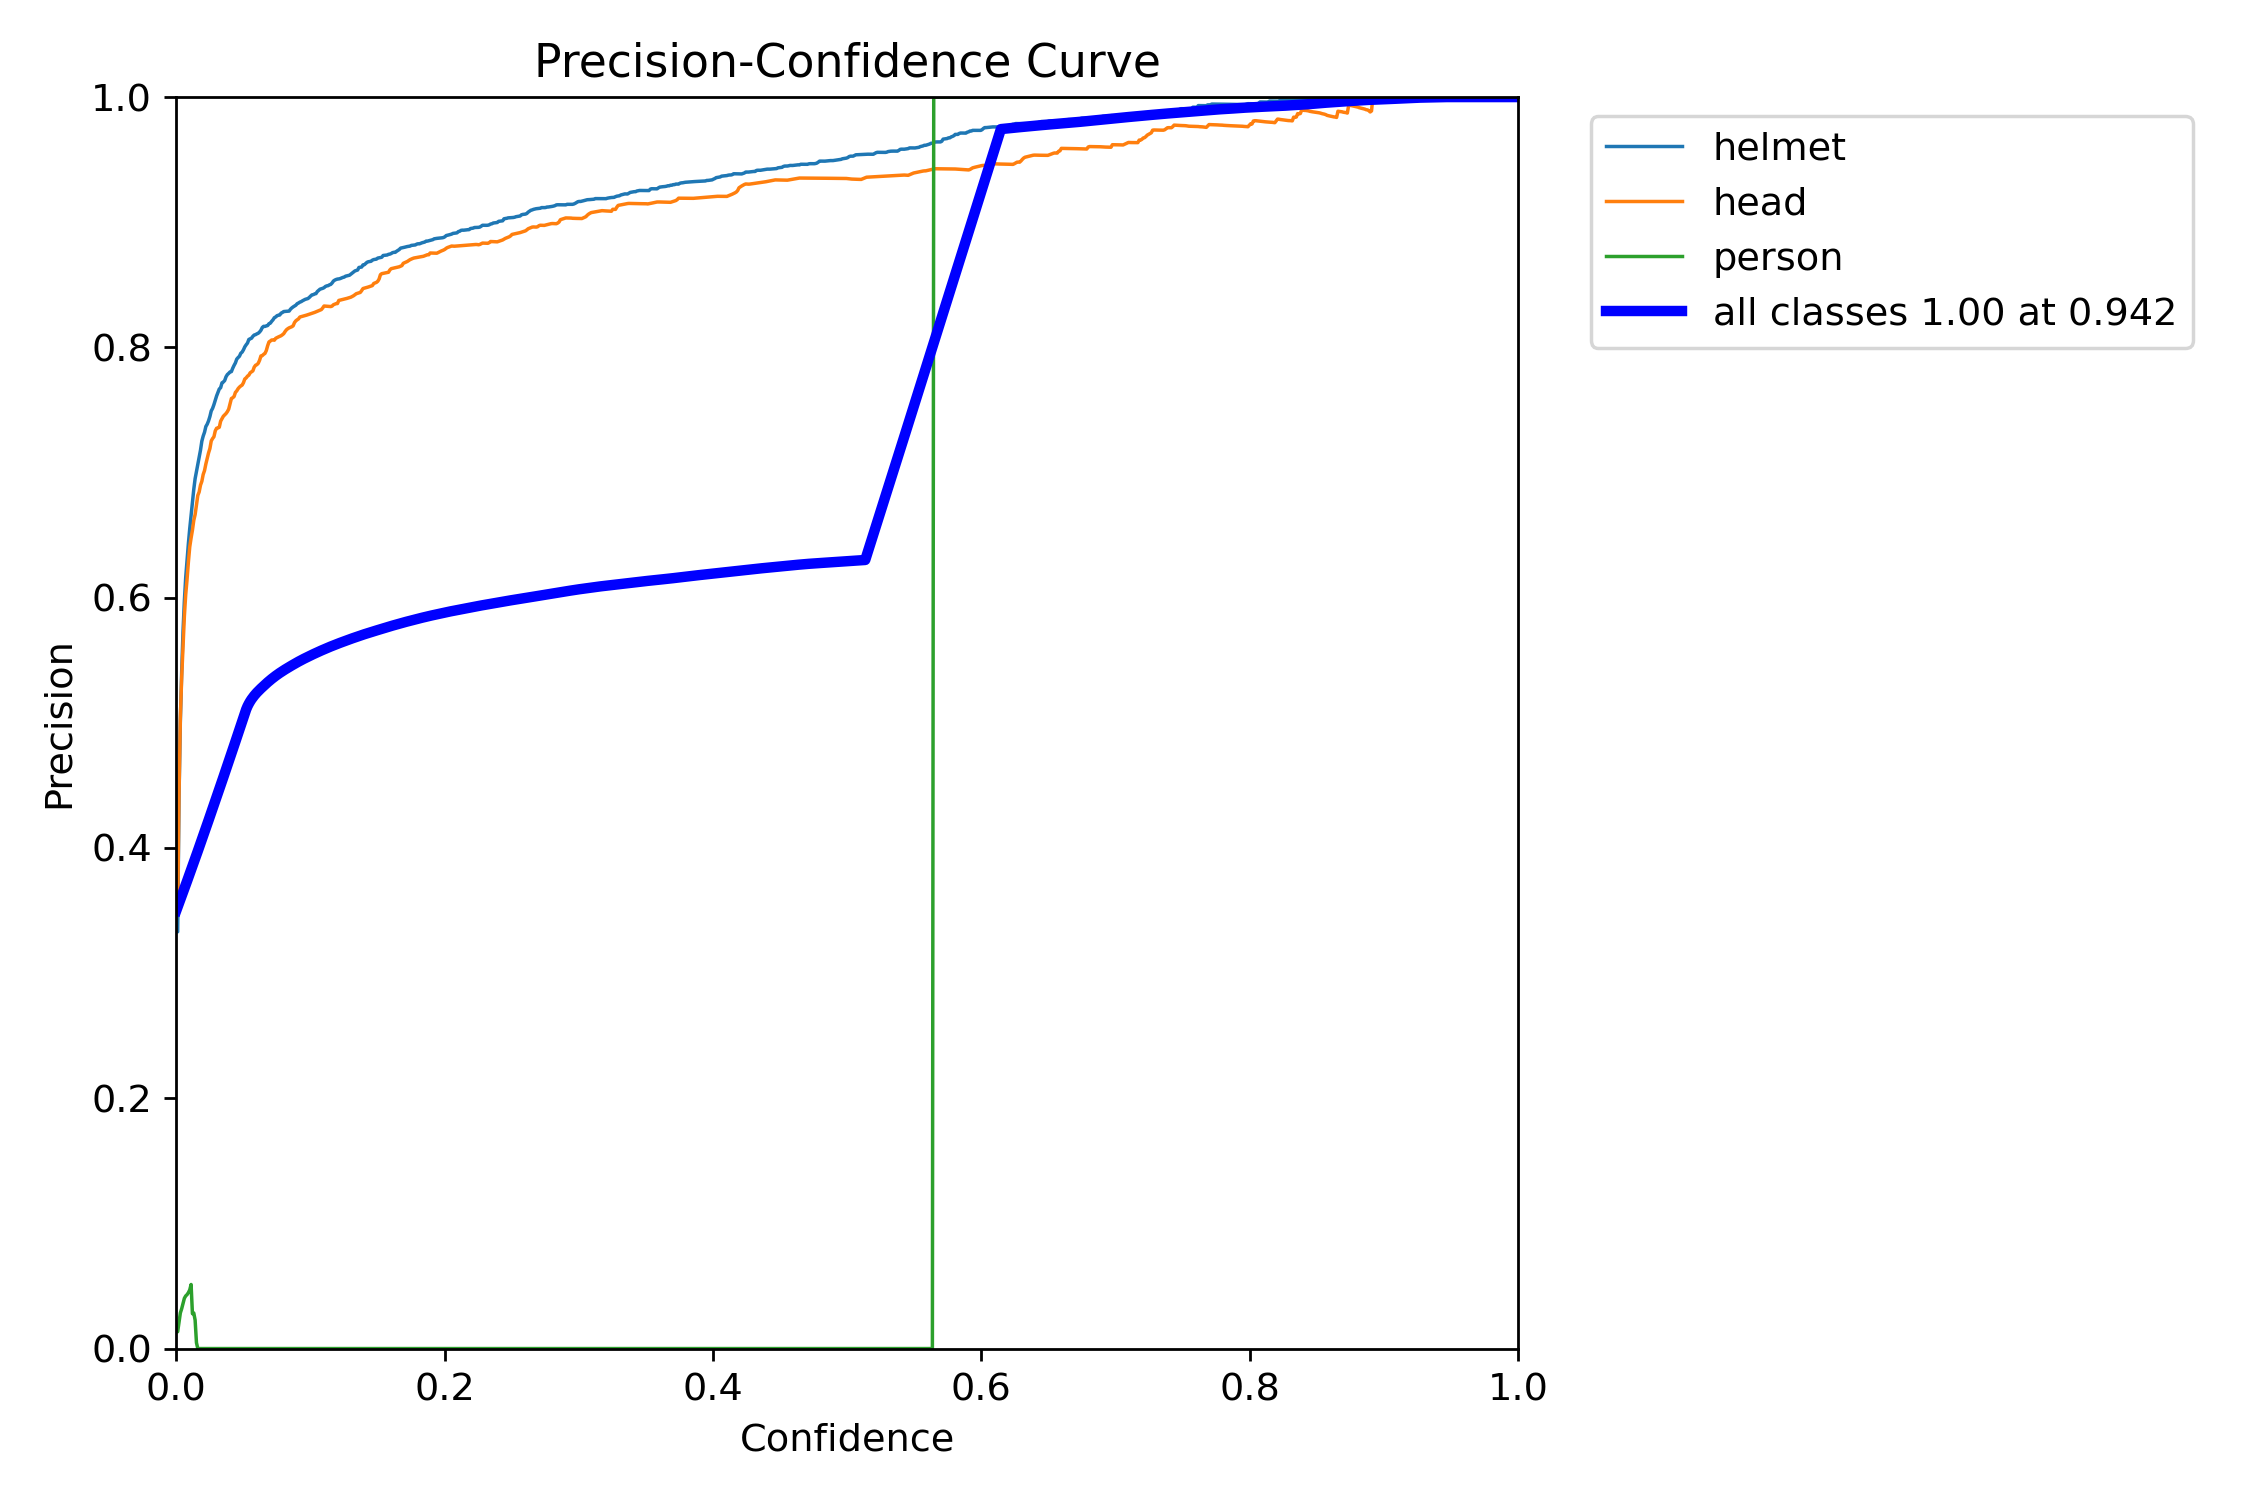 Precision-Confidence Curve
1.0
0.8
0.6
0.4
0.2
0.0
Precision
0.0 0.2 0.4 0.6 0.8 1.0
Confidence
helmet
head
person
all classes 1.00 at 0.942